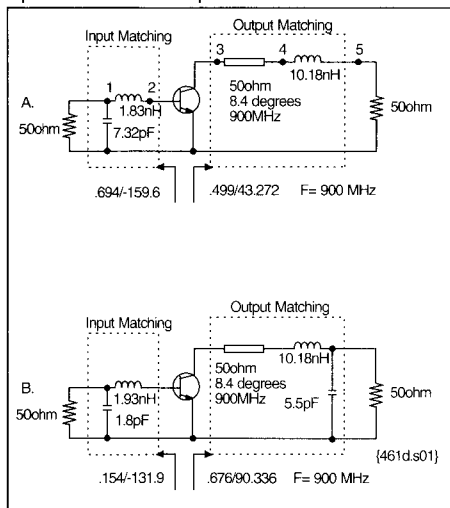 Output Matching
Input Matching
3 4 5
10.18nH
1 2
1.83nH
50ohm
8.4 degrees
900MHz
A.
50ohm
7.32pF
50ohm
.694/-159.6
.499/43.272
F= 900 MHz
Output Matching
Input Matching
10.18nH
50ohm
8.4 degrees
900MHz
B.
1.93nH
50ohm
1.8pF
5.5pF
50ohm
{461d.s01}
.154/-131.9
.676/90.336
F= 900 MHz